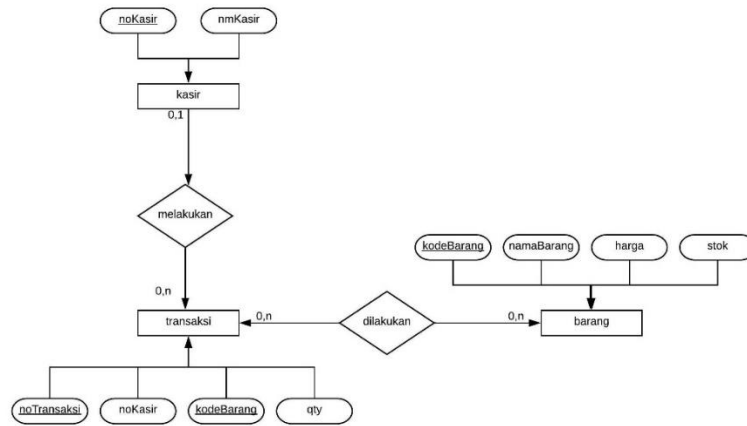 noKasir
nmKasir
kasir
0,1
melakukan
0,n
kodeBarang
namaBarang
harga
stok
transaksi
0,n
dilakukan
0,n
barang
noTransaksi
noKasir
kodeBarang
qty